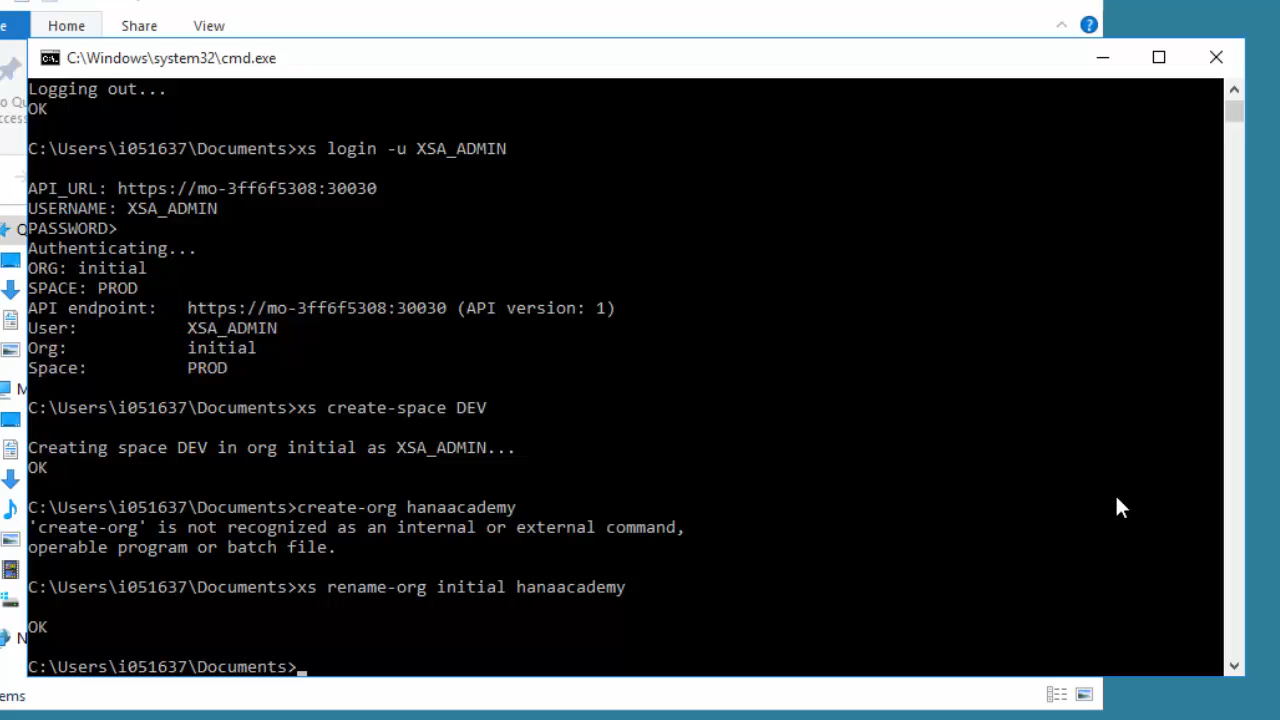 Home Share View
C:\Windows\system32\cmd.exe
Logging out...
OK
C:\Users\i051637\Documents>xs login -u XSA_ADMIN
API_URL: https://mo-3ff6f5308:30030
USERNAME: XSA_ADMIN
PASSWORD>
Authenticating...
ORG: initial
SPACE: PROD
API endpoint: https://mo-3ff6f5308:30030 (API version: 1)
User: XSA_ADMIN
Org: initial
Space: PROD
C:\Users\i051637\Documents>xs create-space DEV
Creating space DEV in org initial as XSA_ADMIN...
OK
C:\Users\i051637\Documents>create-org hanaacademy
'create-org' is not recognized as an internal or external command,
operable program or batch file.
C:\Users\i051637\Documents>xs rename-org initial hanaacademy
OK
C:\Users\i051637\Documents>_
ems